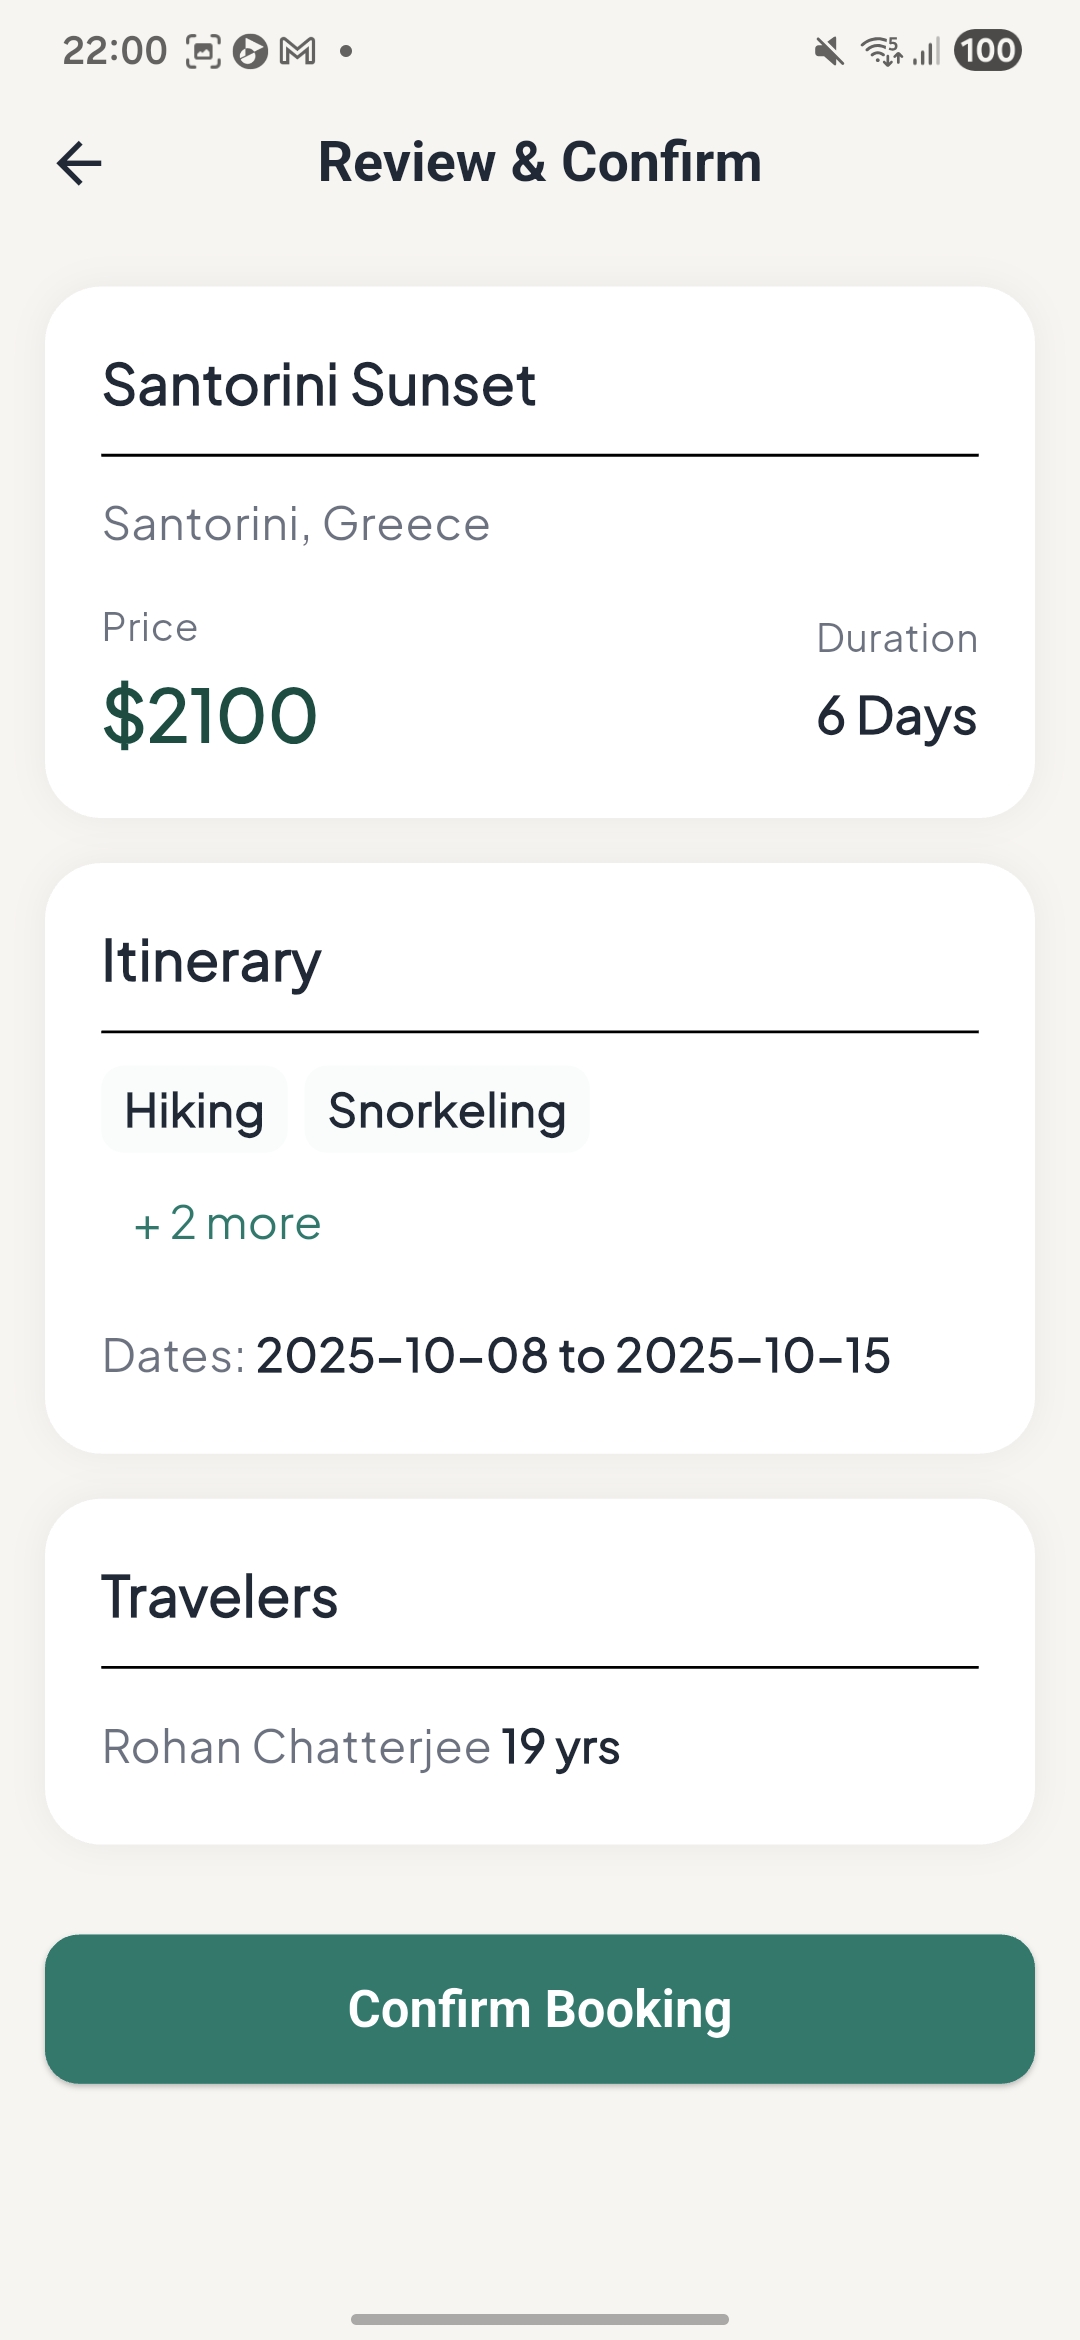 22:00
5
100
Review & Confirm
Santorini Sunset
Santorini, Greece
Price
Duration
$2100
6 Days
Itinerary
Hiking Snorkeling
+ 2 more
Dates: 2025-10-08 to 2025-10-15
Travelers
Rohan Chatterjee 19 yrs
Confirm Booking